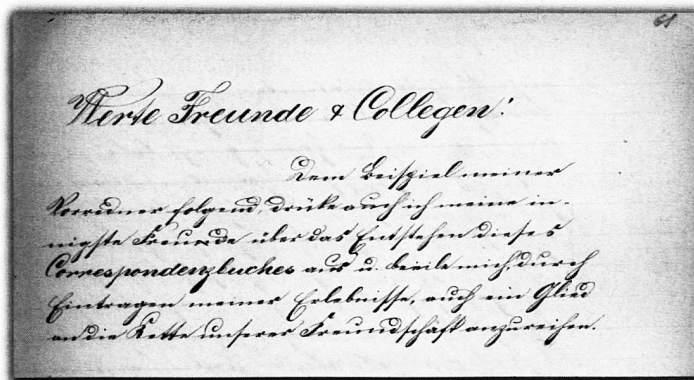 61
Werte Freunde & Collegen!
Dem Beispiel meiner
Vorredner folgend, drücke auch ich meine in-
nigste Freude über das Entstehen dieses
Correspondenzbuches aus u. beeile mich, durch
Eintragen meiner Erlebnisse, auch ein Glied
an die Kette unserer Freundschaft anzureihen.